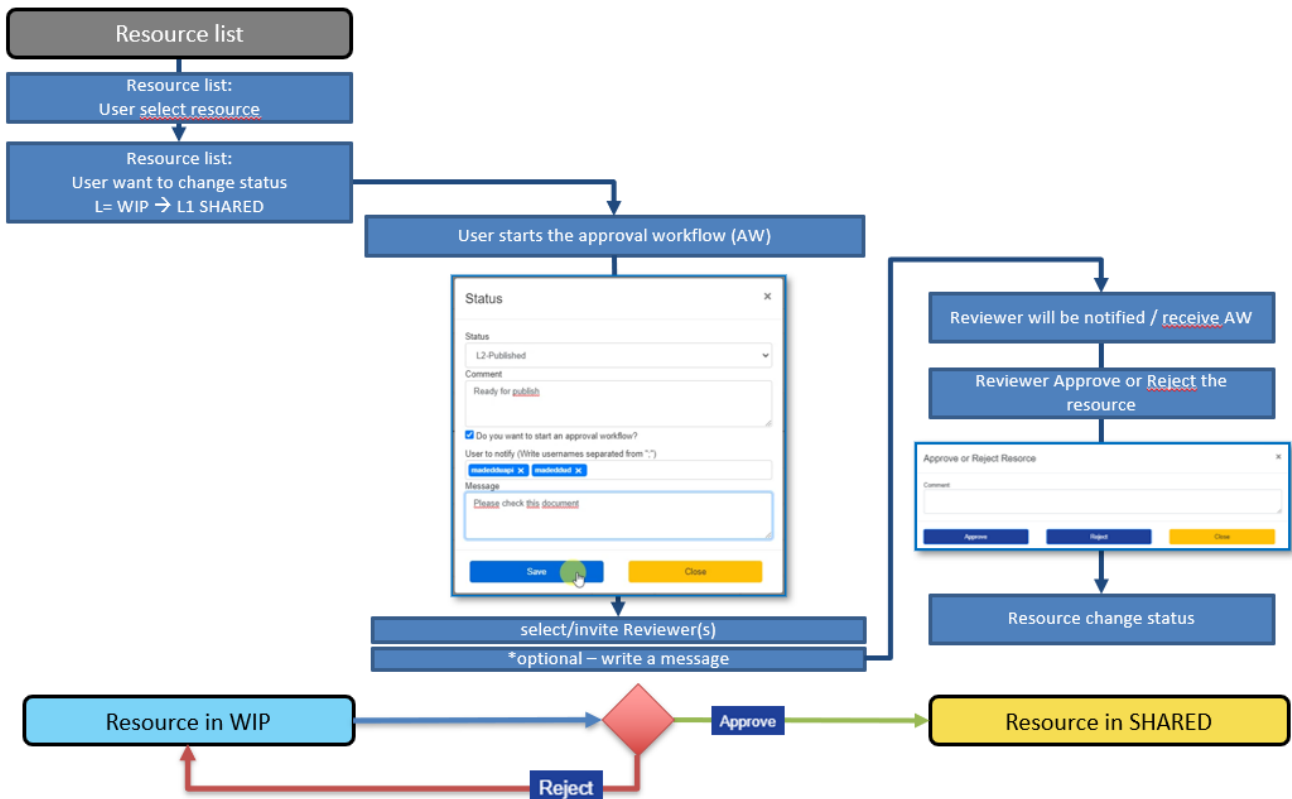 Resource list
Resource list:
User select resource
Resource list:
User want to change status
L= WIP → L1 SHARED
User starts the approval workflow (AW)
Status
×
Status
L2-Published
Comment
Ready for publish
Do you want to start an approval workflow?
User to notify (Write usernames separated from ";")
madedduapi × madeddud ×
Message
Please check this document
Save
Close
select/invite Reviewer(s)
*optional – write a message
Reviewer will be notified / receive AW
Reviewer Approve or Reject the
resource
Approve or Reject Resorce
×
Comment
Approve
Reject
Close
Resource change status
Resource in WIP
Approve
Resource in SHARED
Reject